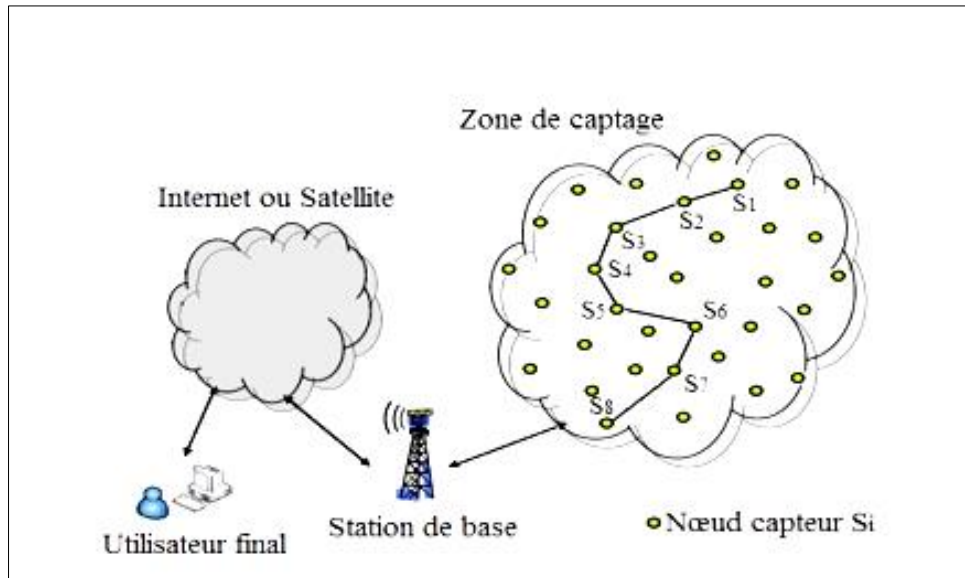 Zone de captage
Internet ou Satellite
S1
S2
S3
S4
S5
S6
S7
S8
Station de base
Nœud capteur Si
Utilisateur final